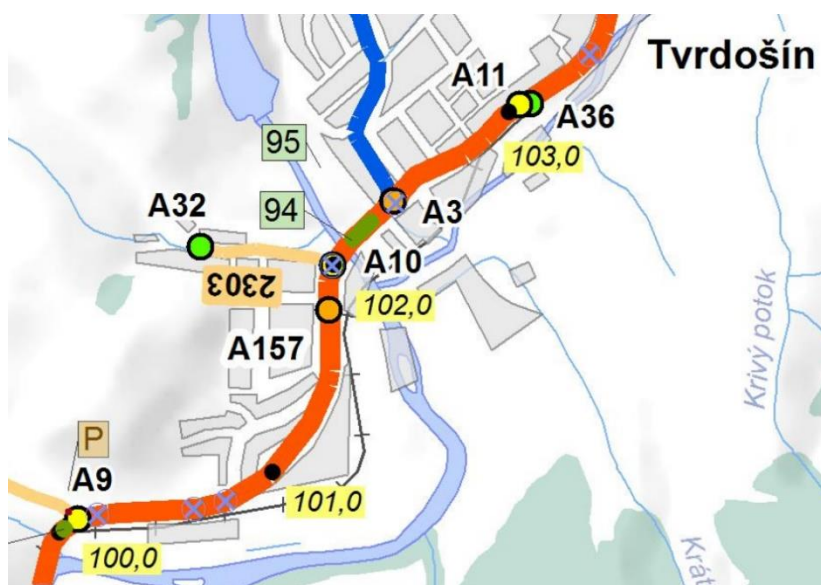 Tvrdošín
A11
A36
95
103,0
A32
94
A3
A10
2303
102,0
A157
Krivý potok
P
A9
101,0
100,0
Krá